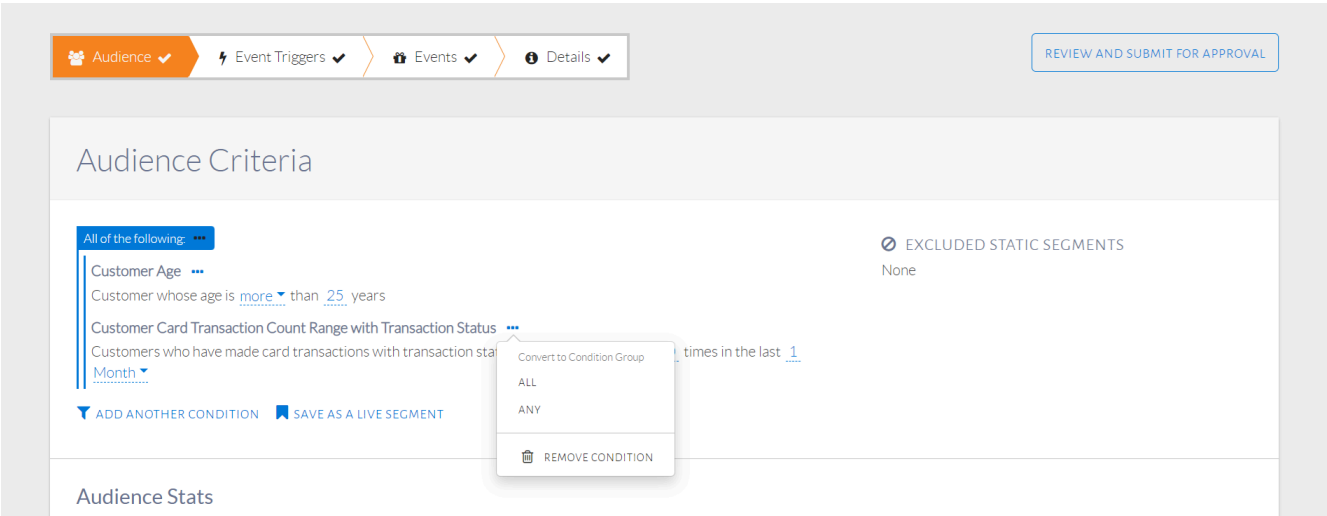 Audience
Event Triggers
Events
Details
REVIEW AND SUBMIT FOR APPROVAL
Audience Criteria
All of the following:
EXCLUDED STATIC SEGMENTS
None
Customer Age
Customer whose age is more than 25 years
Customer Card Transaction Count Range with Transaction Status
Customers who have made card transactions with transaction times in the last 1
Month
Convert to Condition Group
ALL
ANY
REMOVE CONDITION
ADD ANOTHER CONDITION SAVE AS A LIVE SEGMENT
Audience Stats